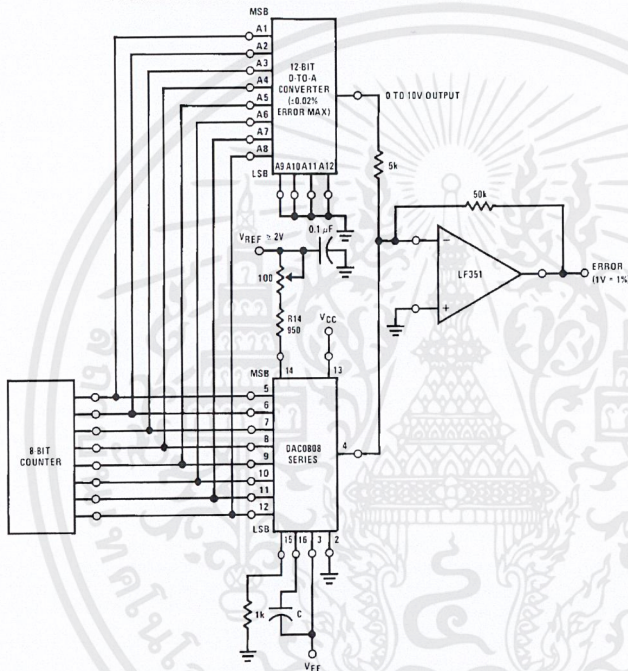 MSB
A1
A2
A3
A4
A5
A6
A7
A8
12-BIT
D-TO-A
CONVERTER
(±0.02%
ERROR MAX)
A9 A10 A11 A12
LSB
0 TO 10V OUTPUT
5k
50k
VREF ≅ 2V
0.1 µF
100
R14
950
VCC
LF351
−
+
ERROR
(1V = 1%
14
13
MSB
5
6
7
8
9
10
11
12
LSB
8-BIT
COUNTER
DAC0808
SERIES
4
15 16 3 2
1k
C
VEE